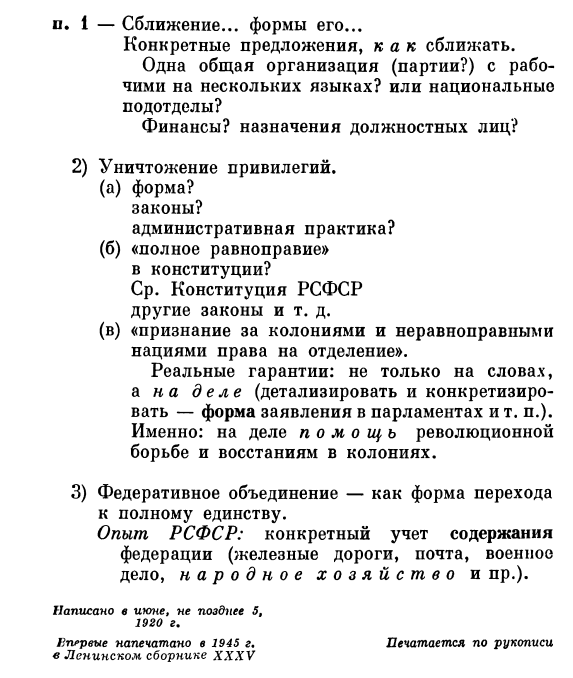 п. 1 — Сближение... формы его...
Конкретные предложения, как сближать.
Одна общая организация (партии?) с рабо-
чими на нескольких языках? или национальные
подотделы?
Финансы? назначения должностных лиц?
2) Уничтожение привилегий.
(а) форма?
законы?
административная практика?
(б) «полное равноправие»
в конституции?
Ср. Конституция РСФСР
другие законы и т. д.
(в) «признание за колониями и неравноправными
нациями права на отделение».
Реальные гарантии: не только на словах,
а на деле (детализировать и конкретизиро-
вать — форма заявления в парламентах и т. п.).
Именно: на деле помощь революционной
борьбе и восстаниям в колониях.
3) Федеративное объединение — как форма перехода
к полному единству.
Опыт РСФСР: конкретный учет содержания
федерации (железные дороги, почта, военное
дело, народное хозяйство и пр.).
Написано в июне, не позднее 5,
1920 г.
Впервые напечатано в 1945 г.
в Ленинском сборнике XXXV
Печатается по рукописи